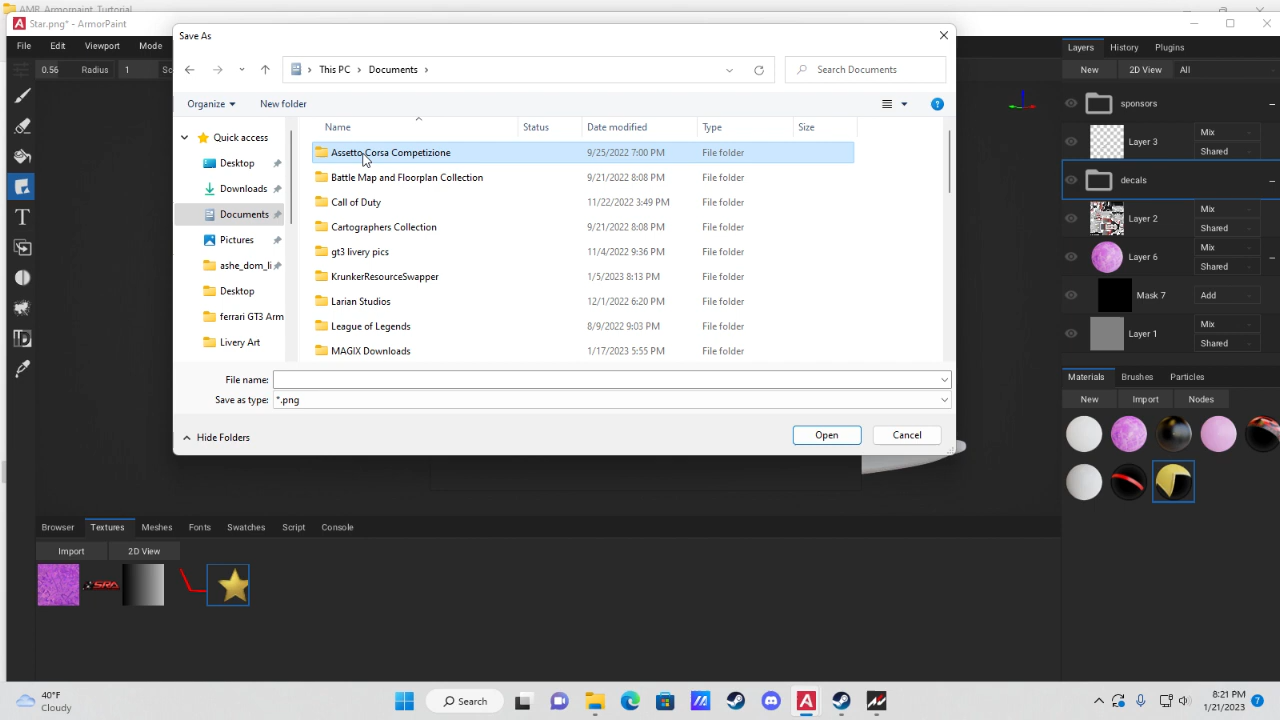 AMR_Armorpaint_Turtorial
Star.png* - ArmorPaint
Save As
File Edit Viewport Mode
This PC > Documents >
Search Documents
Layers History Plugins
0.56 Radius 1 Sc
New 2D View All
Organize New folder
Name Status Date modified Type Size
sponsors
Quick access
Desktop
Downloads
Documents
Pictures
ashe_dom_li
Desktop
ferrari GT3 Arm
Livery Art
Assetto Corsa Competizione 9/25/2022 7:00 PM File folder
Battle Map and Floorplan Collection 9/21/2022 8:08 PM File folder
Call of Duty 11/22/2022 3:49 PM File folder
Cartographers Collection 9/21/2022 8:08 PM File folder
gt3 livery pics 11/4/2022 9:36 PM File folder
KrunkerResourceSwapper 1/5/2023 8:13 PM File folder
Larian Studios 12/1/2022 6:20 PM File folder
League of Legends 8/9/2022 9:03 PM File folder
MAGIX Downloads 1/17/2023 5:55 PM File folder
File name:
Save as type: *.png
Hide Folders Open Cancel
Layer 3 Mix
Shared
decals
Layer 2 Mix
Shared
Layer 6 Mix
Shared
Mask 7 Add
Layer 1 Mix
Shared
Materials Brushes Particles
New Import Nodes
Browser Textures Meshes Fonts Swatches Script Console
Import 2D View
SRA
40°F
Cloudy
Search
8:21 PM
1/21/2023
7